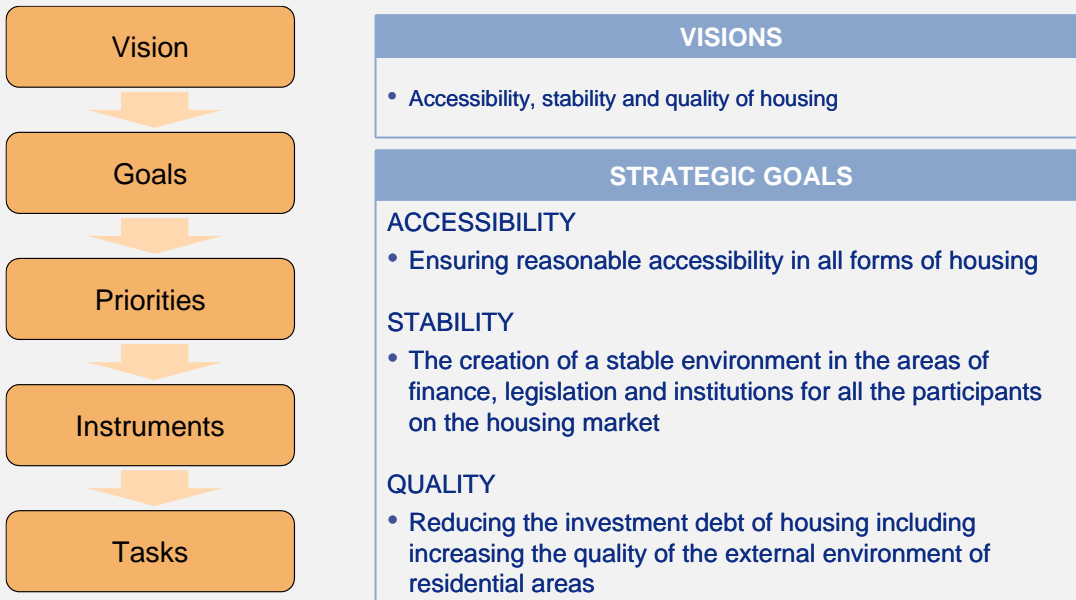 Vision
Goals
Priorities
Instruments
Tasks
VISIONS
• Accessibility, stability and quality of housing
STRATEGIC GOALS
ACCESSIBILITY
• Ensuring reasonable accessibility in all forms of housing
STABILITY
• The creation of a stable environment in the areas of
finance, legislation and institutions for all the participants
on the housing market
QUALITY
• Reducing the investment debt of housing including
increasing the quality of the external environment of
residential areas